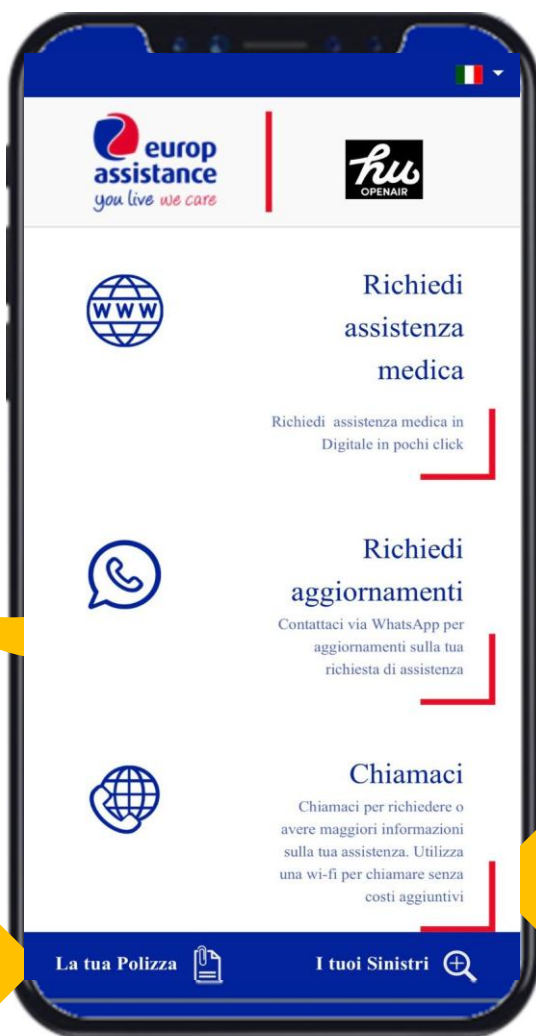 europ
assistance
you live we care
hu
OPENAIR
WWW
Richiedi
assistenza
medica
Richiedi assistenza medica in
Digitale in pochi click
Richiedi
aggiornamenti
Contattaci via WhatsApp per
aggiornamenti sulla tua
richiesta di assistenza
Chiamaci
Chiamaci per richiedere o
avere maggiori informazioni
sulla tua assistenza. Utilizza
una wi-fi per chiamare senza
costi aggiuntivi
La tua Polizza
I tuoi Sinistri